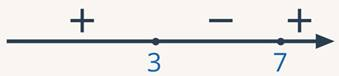 + − +
3 7